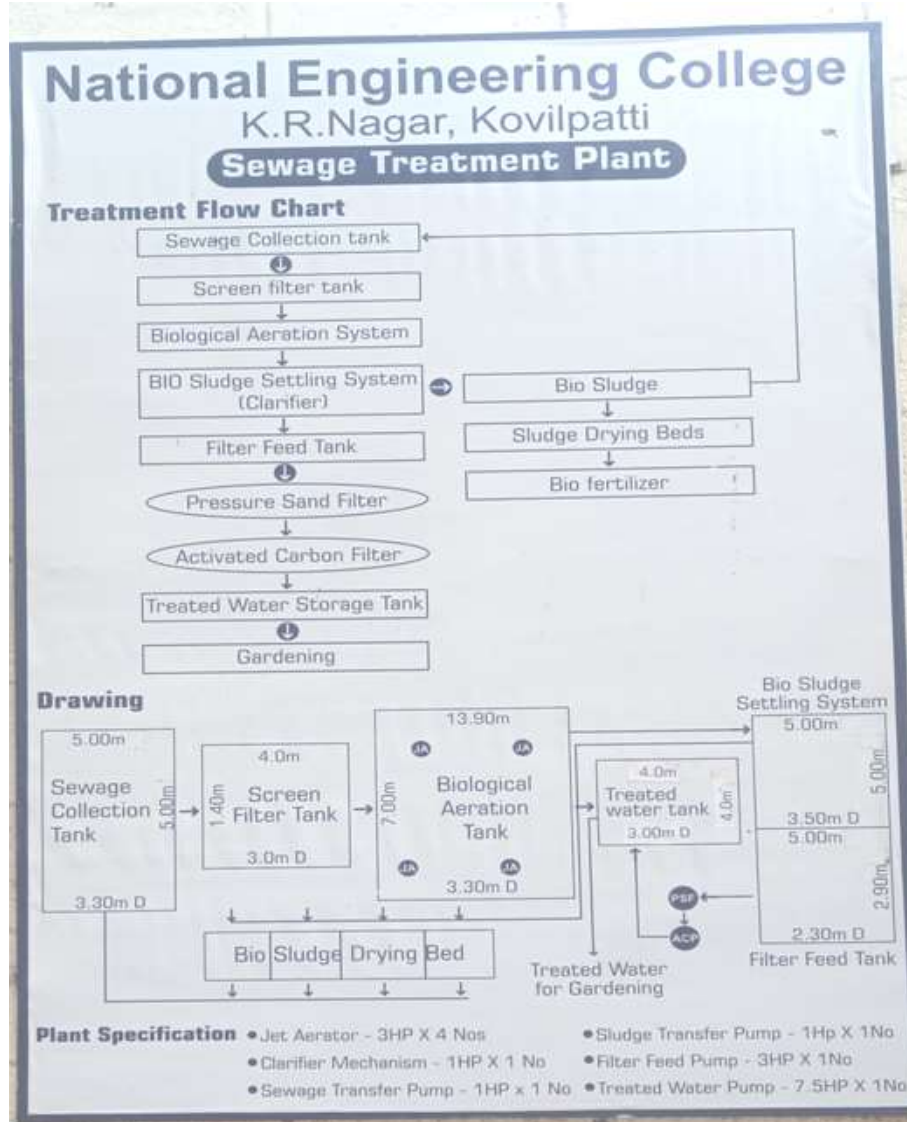 National Engineering College
K.R.Nagar, Kovilpatti
Sewage Treatment Plant
Treatment Flow Chart
Sewage Collection tank
Screen filter tank
Biological Aeration System
BIO Sludge Settling System
(Clarifier)
Bio Sludge
Filter Feed Tank
Sludge Drying Beds
Bio fertilizer
Pressure Sand Filter
Activated Carbon Filter
Treated Water Storage Tank
Gardening
Drawing
5.00m
Sewage
Collection
Tank
5.00m
3.30m D
4.0m
1.40m
Screen
Filter Tank
3.0m D
13.90m
JA
JA
7.00m
Biological
Aeration
Tank
JA
JA
3.30m D
4.0m
Treated
water tank
4.0m
3.00m D
Bio Sludge
Settling System
5.00m
5.00m
3.50m D
5.00m
2.90m
2.30m D
Filter Feed Tank
PSF
ACF
Bio Sludge Drying Bed
Treated Water
for Gardening
Plant Specification
Jet Aerator - 3HP X 4 Nos
Clarifier Mechanism - 1HP X 1 No
Sewage Transfer Pump - 1HP x 1 No
Sludge Transfer Pump - 1Hp X 1No
Filter Feed Pump - 3HP X 1No
Treated Water Pump - 7.5HP X 1No